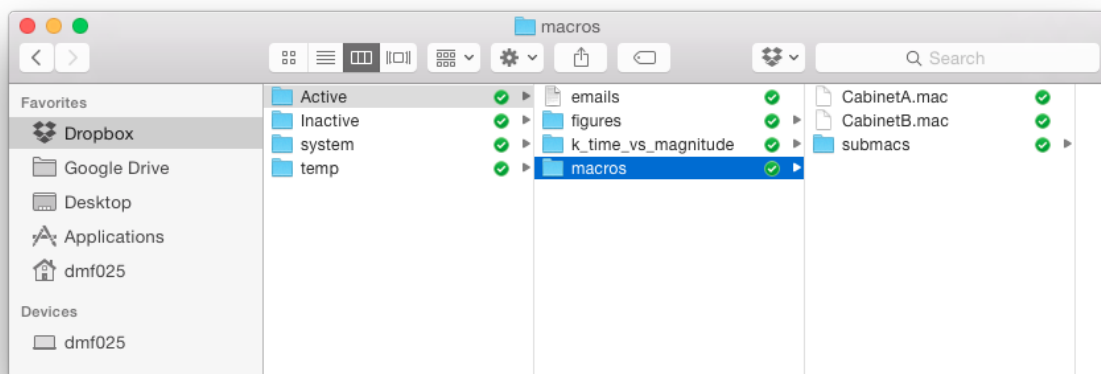 macros
Search
Favorites
Dropbox
Google Drive
Desktop
Applications
dmf025
Devices
dmf025
Active
Inactive
system
temp
emails
figures
k_time_vs_magnitude
macros
CabinetA.mac
CabinetB.mac
submacs